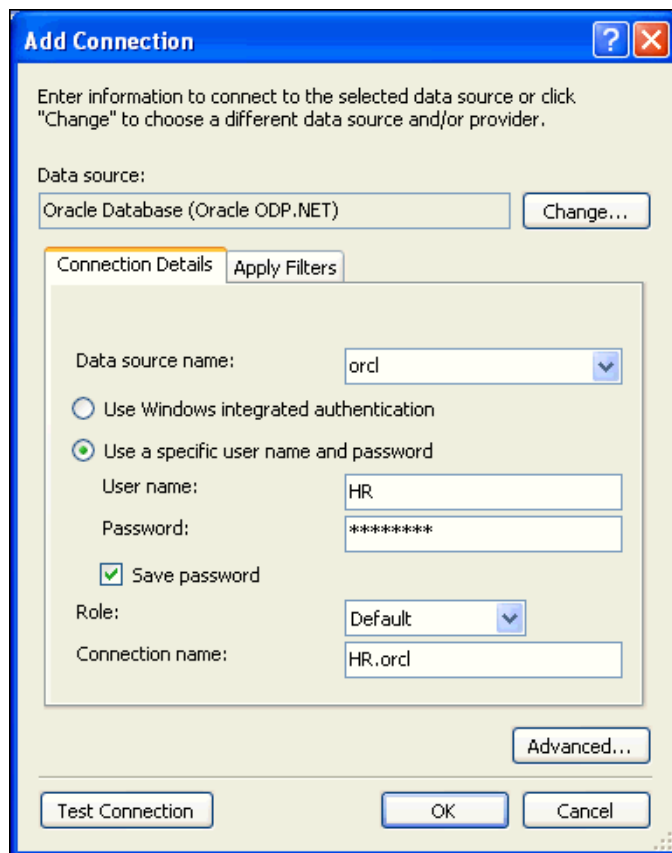 Add Connection
?
Enter information to connect to the selected data source or click
"Change" to choose a different data source and/or provider.
Data source:
Oracle Database (Oracle ODP.NET)
Change...
Connection Details
Apply Filters
Data source name:
orcl
Use Windows integrated authentication
Use a specific user name and password
User name:
HR
Password:
********
Save password
Role:
Default
Connection name:
HR.orcl
Advanced...
Test Connection
OK
Cancel